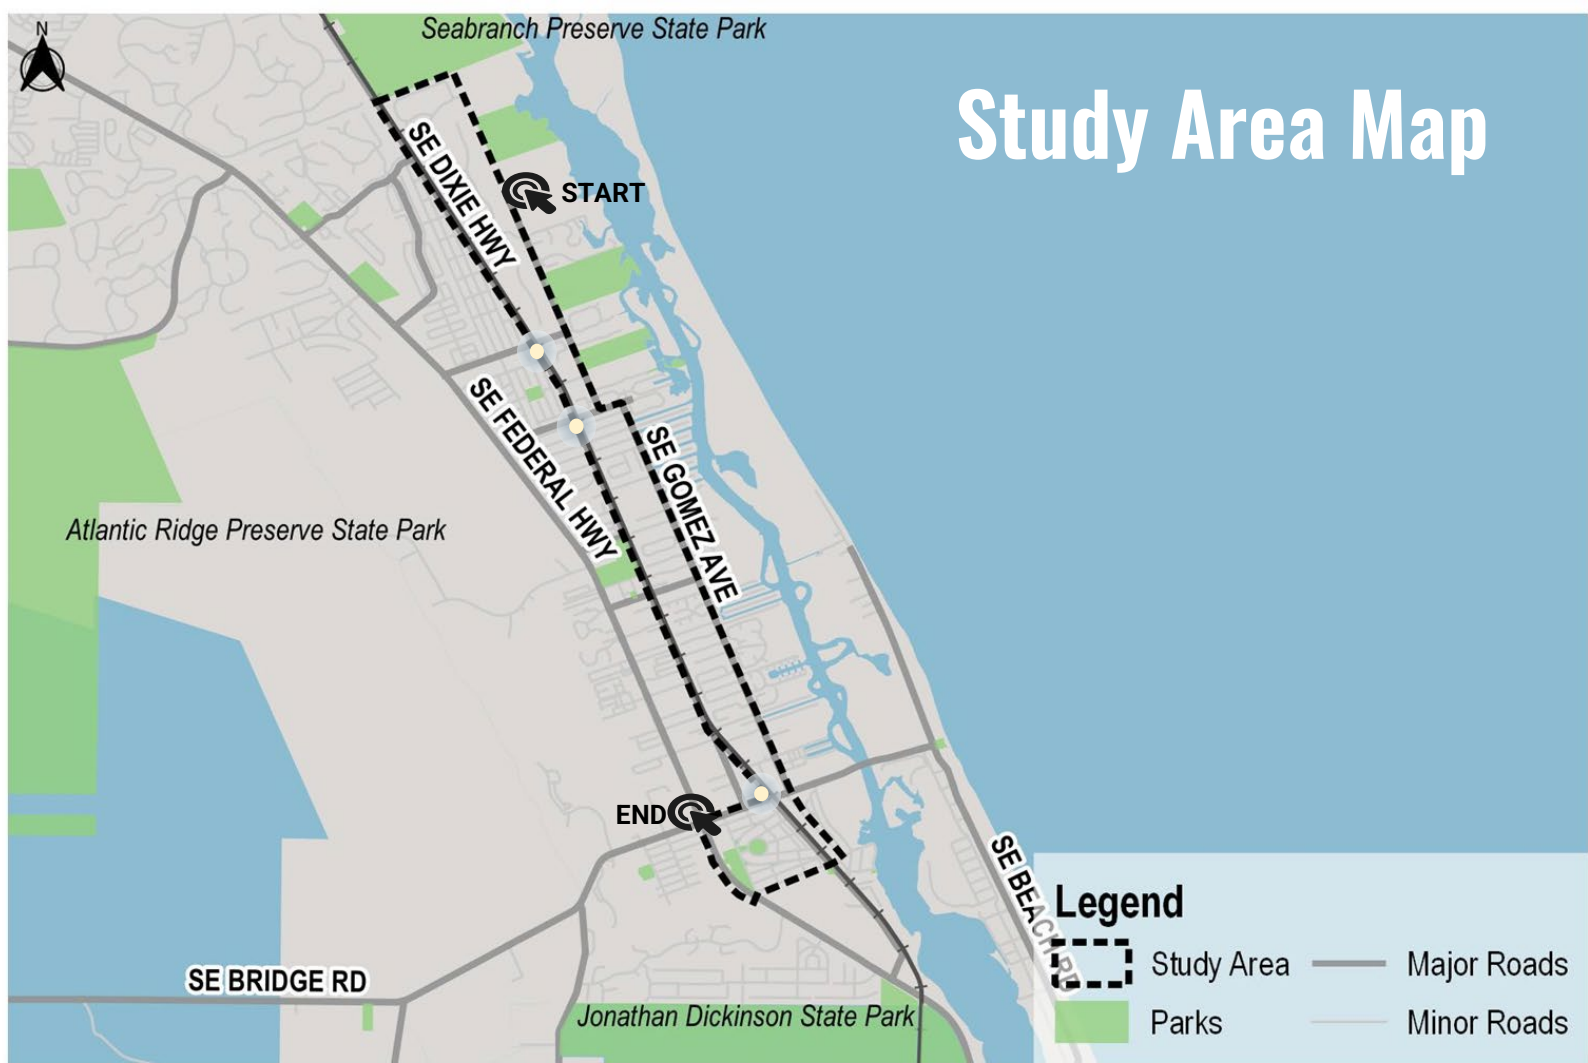 N
Seabranch Preserve State Park
Study Area Map
SE DIXIE HWY
START
SE FEDERAL HWY
SE GOMEZ AVE
Atlantic Ridge Preserve State Park
END
SE BEACH RD
SE BRIDGE RD
Jonathan Dickinson State Park
Legend
Study Area
Major Roads
Parks
Minor Roads